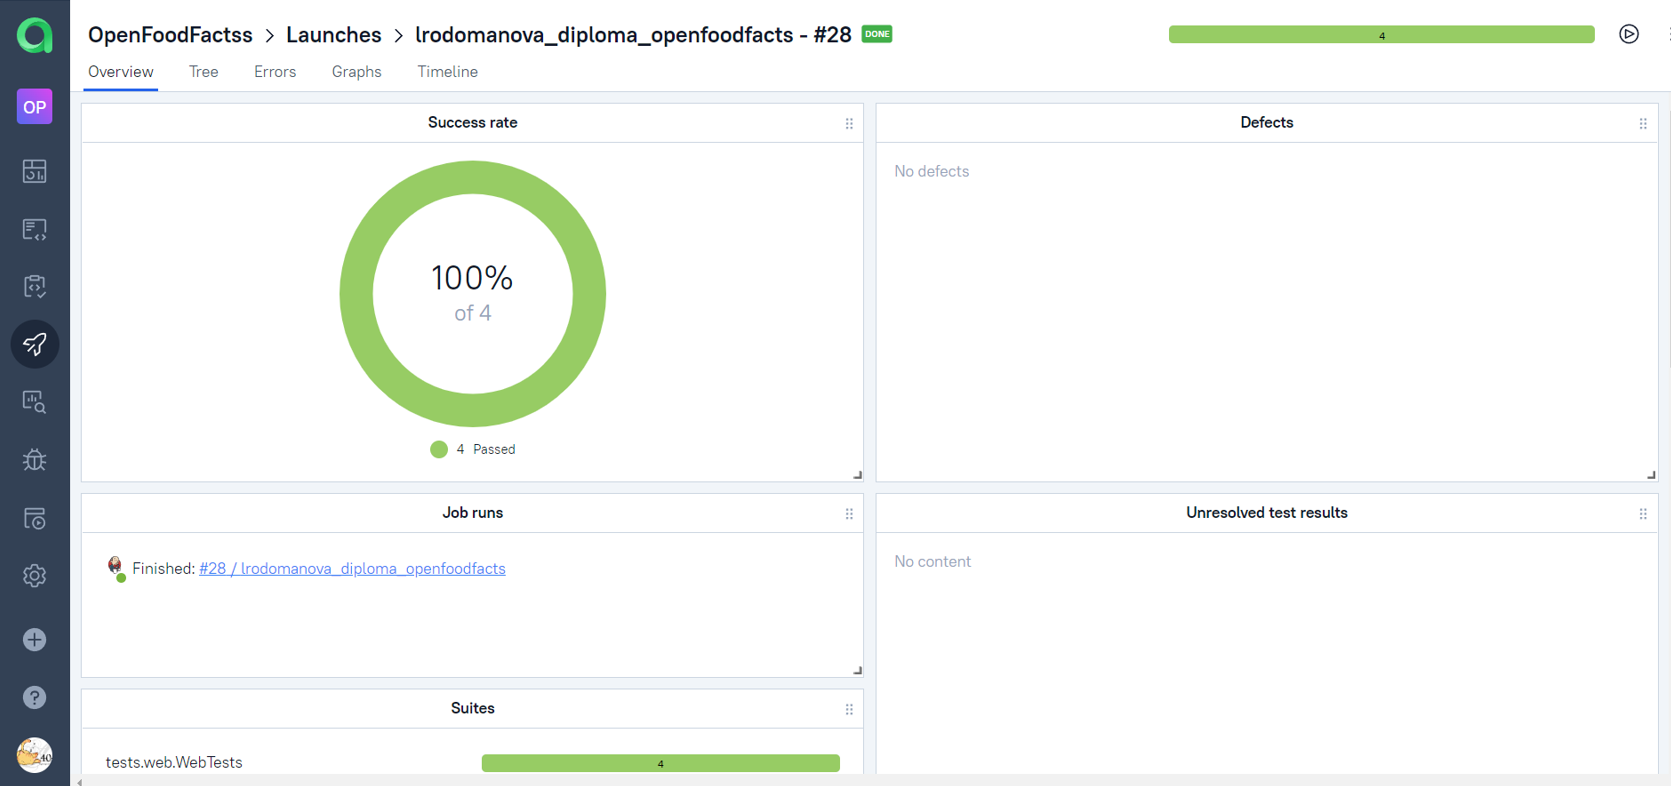 OpenFoodFactss > Launches > lrodomanova_diploma_openfoodfacts - #28 DONE
4
Overview Tree Errors Graphs Timeline
OP
Success rate
100%
of 4
4 Passed
Defects
No defects
Job runs
Finished: #28 / lrodomanova_diploma_openfoodfacts
Unresolved test results
No content
Suites
tests.web.WebTests 4
?
40